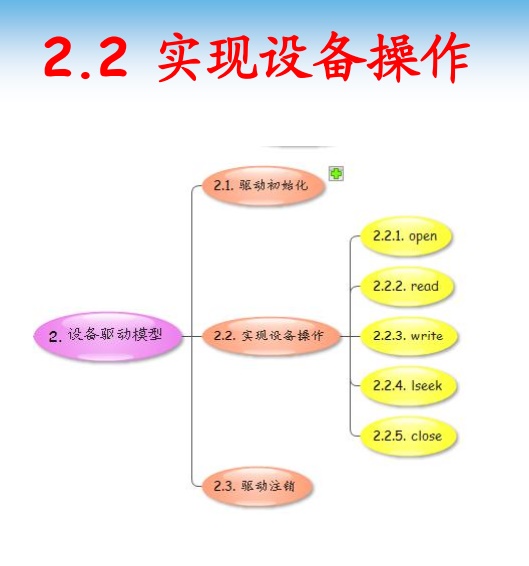 2.2 实现设备操作
2. 设备驱动模型
2.1. 驱动初始化
2.2. 实现设备操作
2.2.1. open
2.2.2. read
2.2.3. write
2.2.4. lseek
2.2.5. close
2.3. 驱动注销